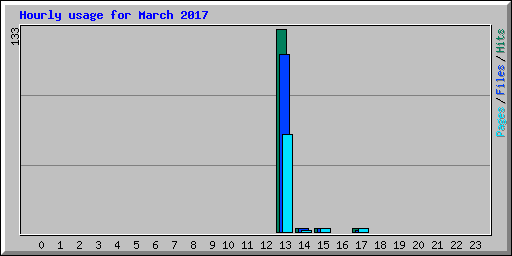 Hourly usage for March 2017
133
Pages/Files/Hits
0 1 2 3 4 5 6 7 8 9 10 11 12 13 14 15 16 17 18 19 20 21 22 23